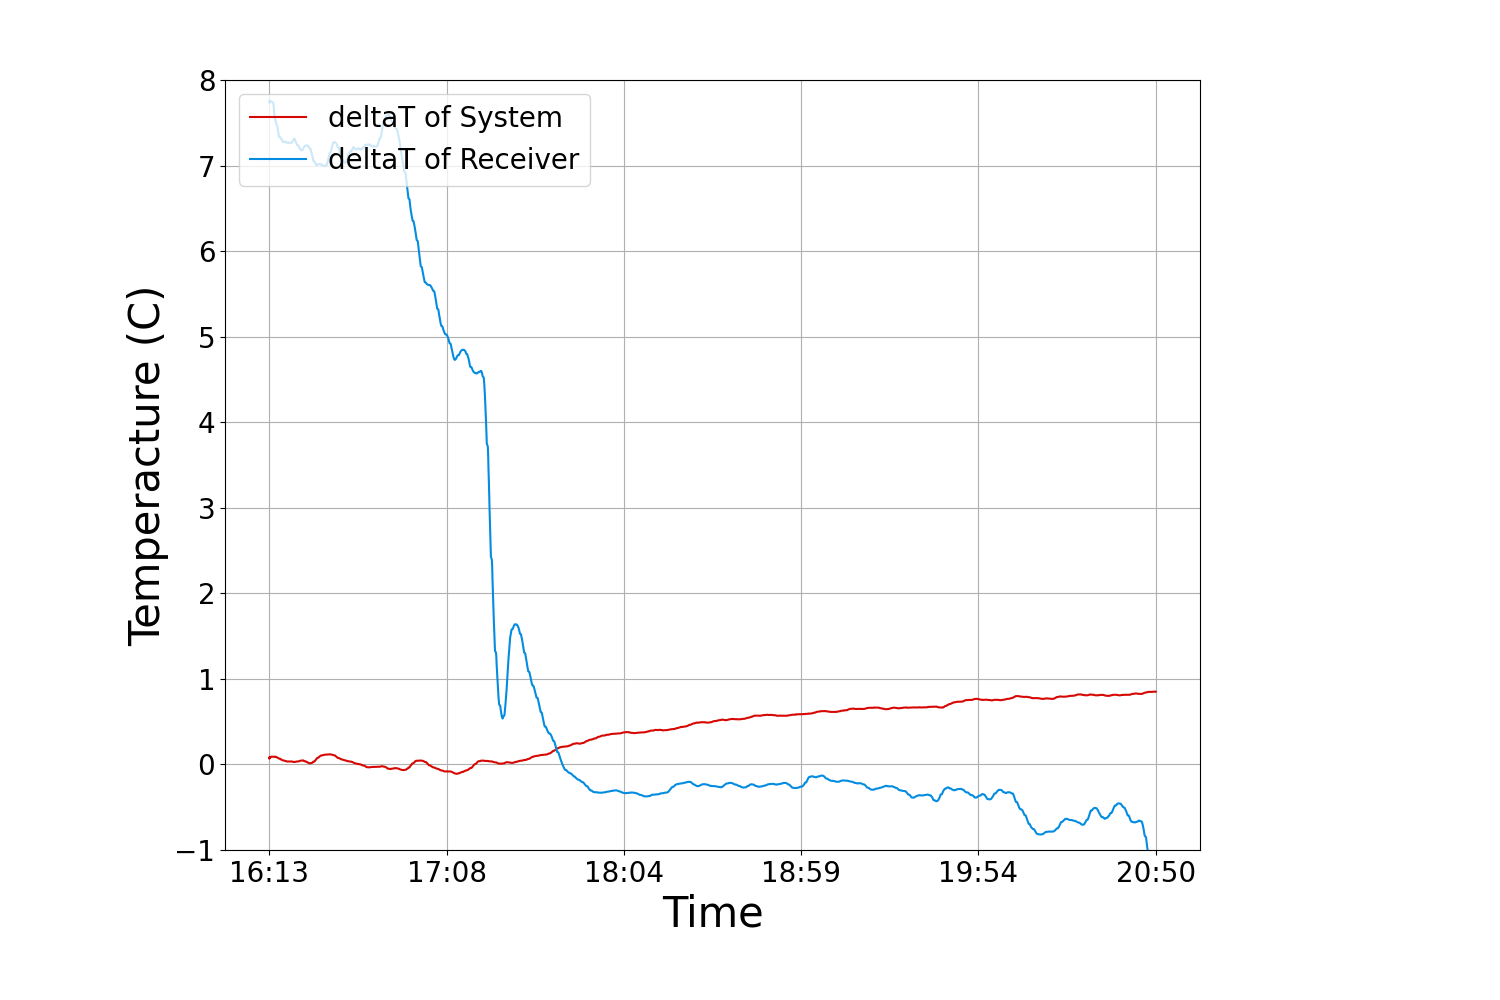 8
7
6
5
4
3
2
1
0
−1
Temperacture (C)
deltaT of System
deltaT of Receiver
16:13 17:08 18:04 18:59 19:54 20:50
Time